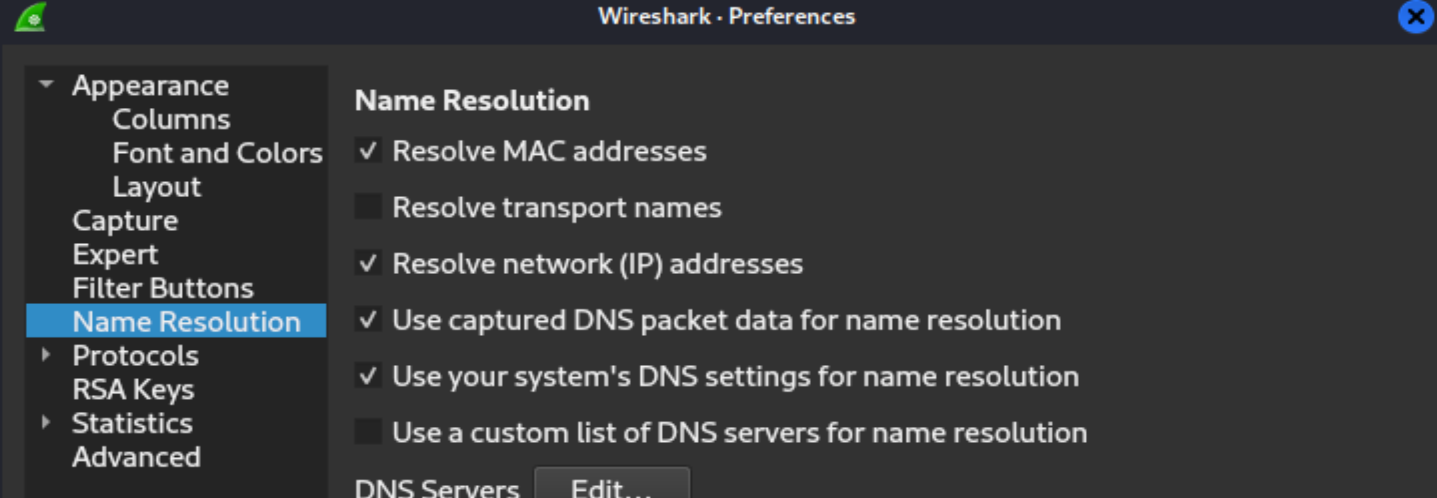 Wireshark · Preferences
Appearance
Columns
Font and Colors
Layout
Capture
Expert
Filter Buttons
Name Resolution
Protocols
RSA Keys
Statistics
Advanced
Name Resolution
Resolve MAC addresses
Resolve transport names
Resolve network (IP) addresses
Use captured DNS packet data for name resolution
Use your system's DNS settings for name resolution
Use a custom list of DNS servers for name resolution
DNS Servers Edit...